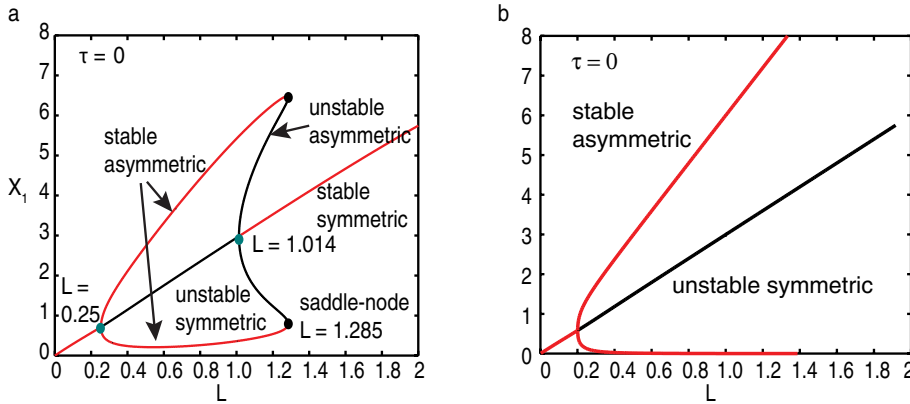 a
τ = 0
8
7
6
5
4
3
2
1
0
X1
stable
asymmetric
unstable
asymmetric
stable
symmetric
L = 1.014
L =
0.25
unstable
symmetric
saddle-node
L = 1.285
0 0.2 0.4 0.6 0.8 1.0 1.2 1.4 1.6 1.8 2
L
b
τ = 0
8
7
6
5
4
3
2
1
0
stable
asymmetric
unstable symmetric
0 0.2 0.4 0.6 0.8 1.0 1.2 1.4 1.6 1.8 2
L